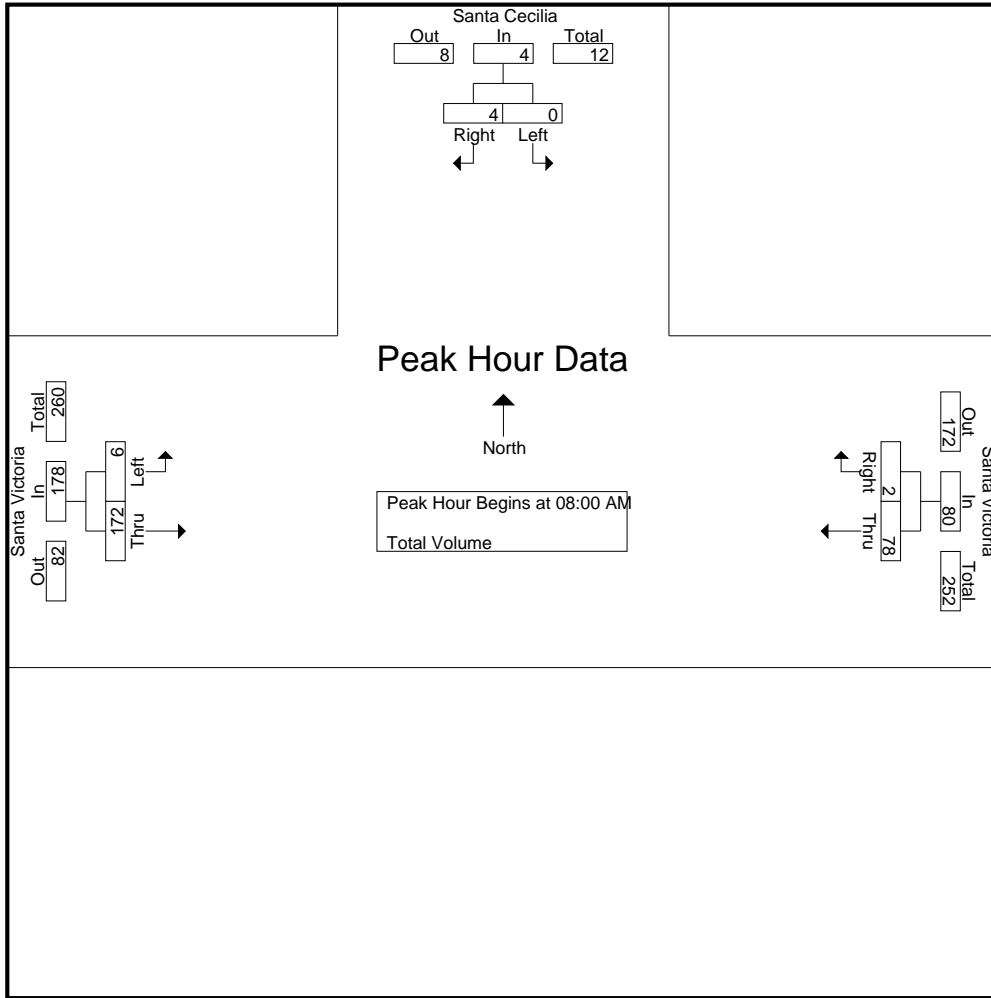 Santa Cecilia
Out In Total
8 4 12
4 0
Right Left
Peak Hour Data
North
Peak Hour Begins at 08:00 AM
Total Volume
Santa Victoria
Total In Out
260 178 82
6 172
Left Thru
Santa Victoria
Out In Total
172 80 252
2 78
Right Thru